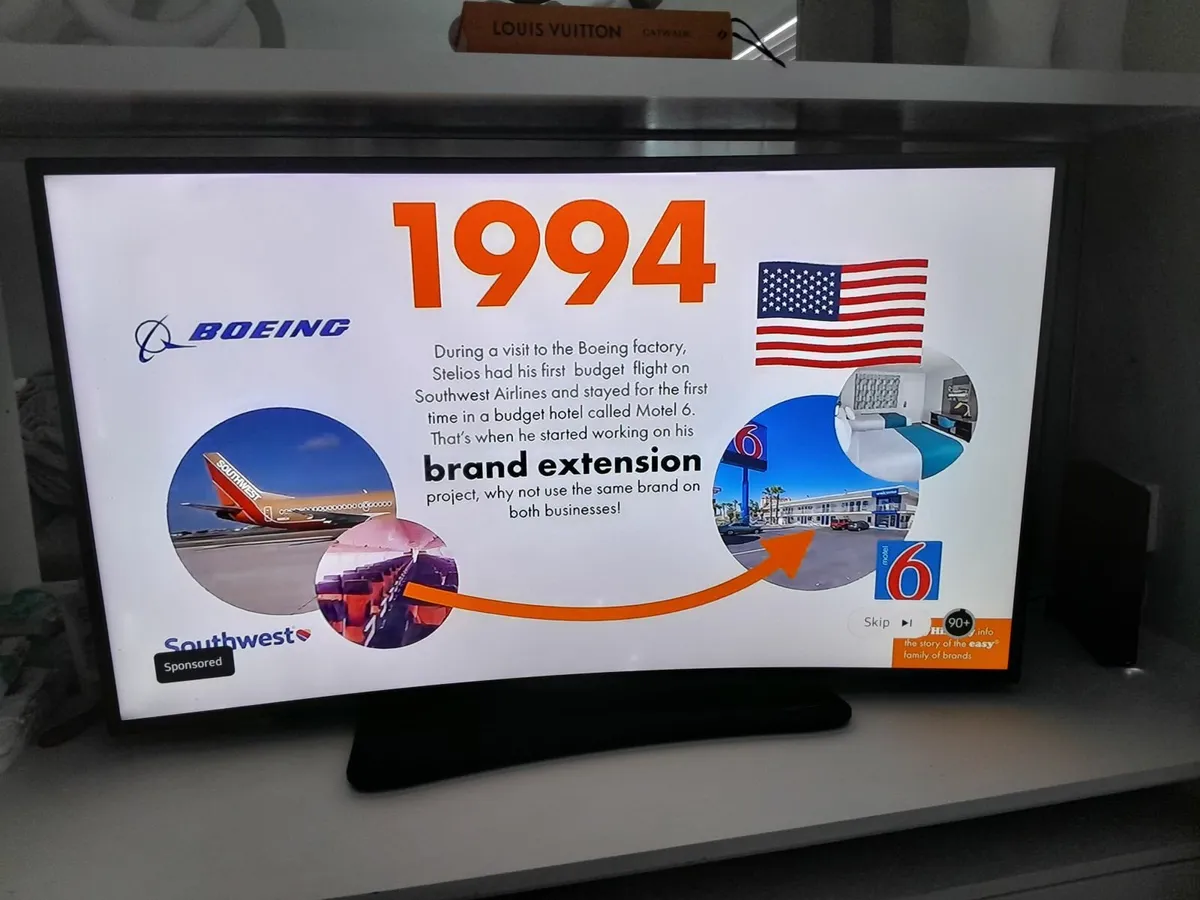 LOUIS VUITTON CATWALK
1994
BOEING
During a visit to the Boeing factory,
Stelios had his first budget flight on
Southwest Airlines and stayed for the first
time in a budget hotel called Motel 6.
That's when he started working on his
brand extension
project, why not use the same brand on
both businesses!
SOUTHWEST
6
motel
6
Southwest
Sponsored
Skip
90+
.info
the story of the easy®
family of brands